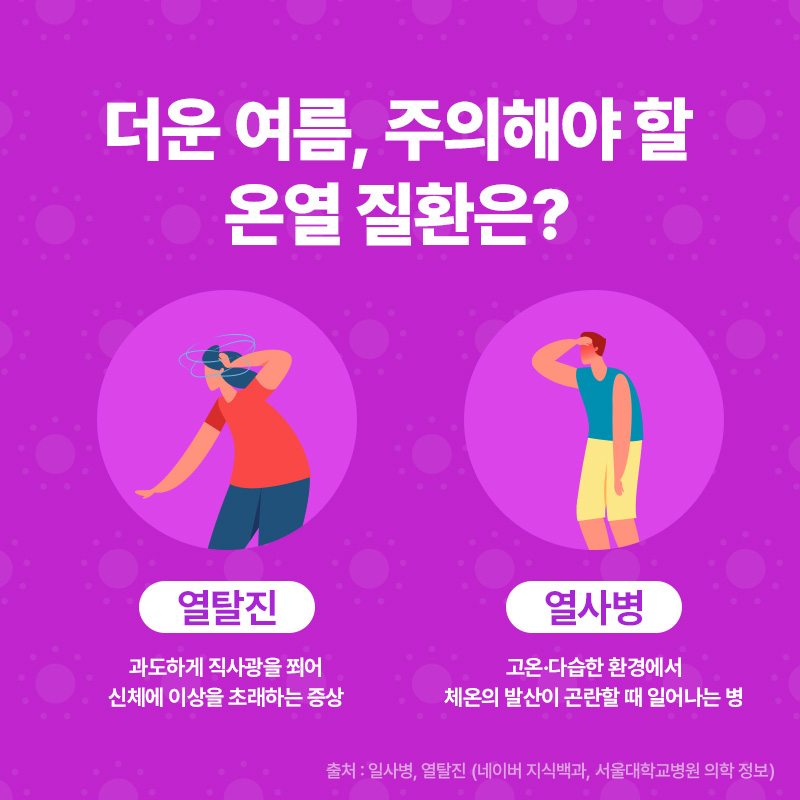 더운 여름, 주의해야 할
온열 질환은?
열탈진
과도하게 직사광을 쬐어
신체에 이상을 초래하는 증상
열사병
고온·다습한 환경에서
체온의 발산이 곤란할 때 일어나는 병
출처 : 일사병, 열탈진 (네이버 지식백과, 서울대학교병원 의학 정보)